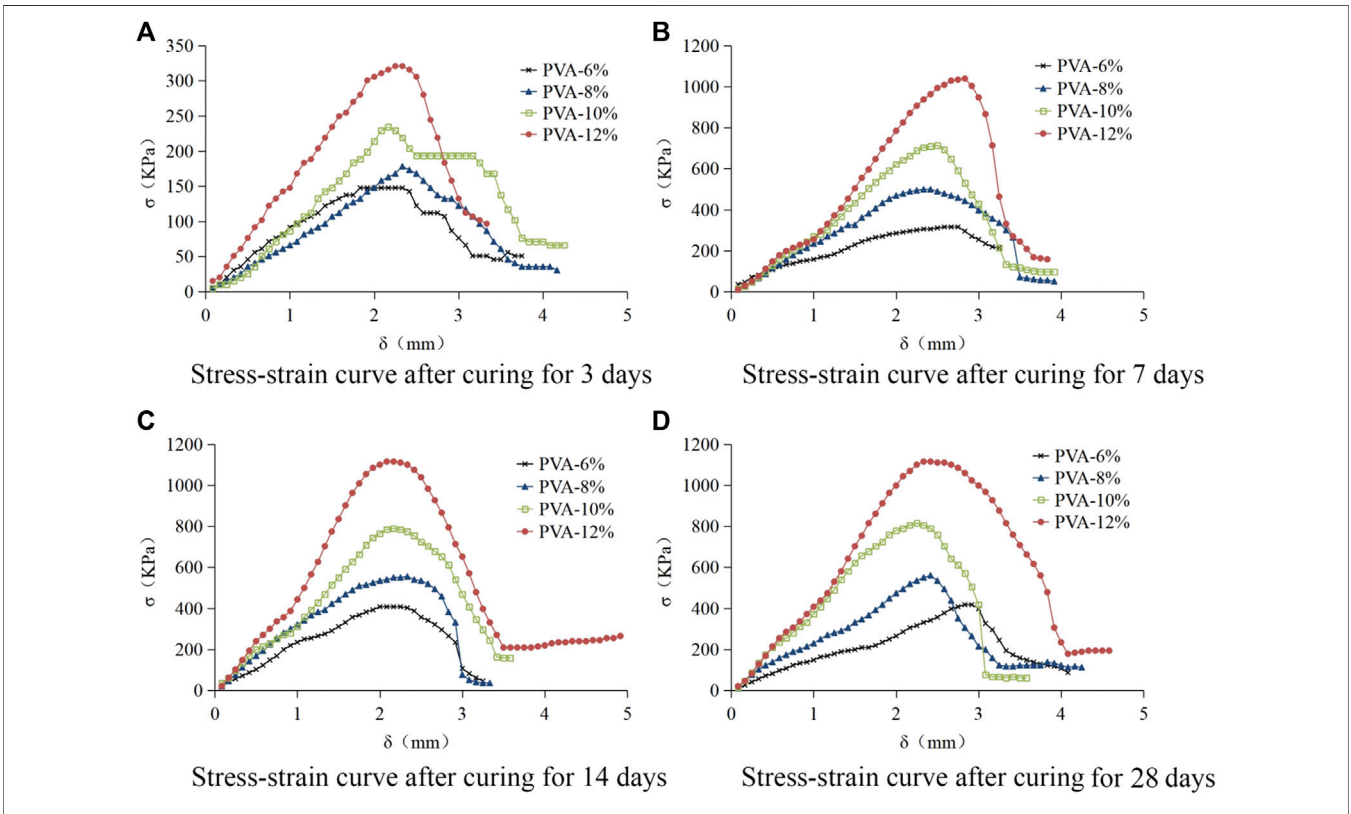 A
350
300
250
200
150
100
50
0
σ（KPa）
PVA-6%
PVA-8%
PVA-10%
PVA-12%
0 1 2 3 4 5
δ（mm）
Stress-strain curve after curing for 3 days
B
1200
1000
800
600
400
200
0
σ（KPa）
PVA-6%
PVA-8%
PVA-10%
PVA-12%
0 1 2 3 4 5
δ（mm）
Stress-strain curve after curing for 7 days
C
1200
1000
800
600
400
200
0
σ（KPa）
PVA-6%
PVA-8%
PVA-10%
PVA-12%
0 1 2 3 4 5
δ（mm）
Stress-strain curve after curing for 14 days
D
1200
1000
800
600
400
200
0
σ（KPa）
PVA-6%
PVA-8%
PVA-10%
PVA-12%
0 1 2 3 4 5
δ（mm）
Stress-strain curve after curing for 28 days